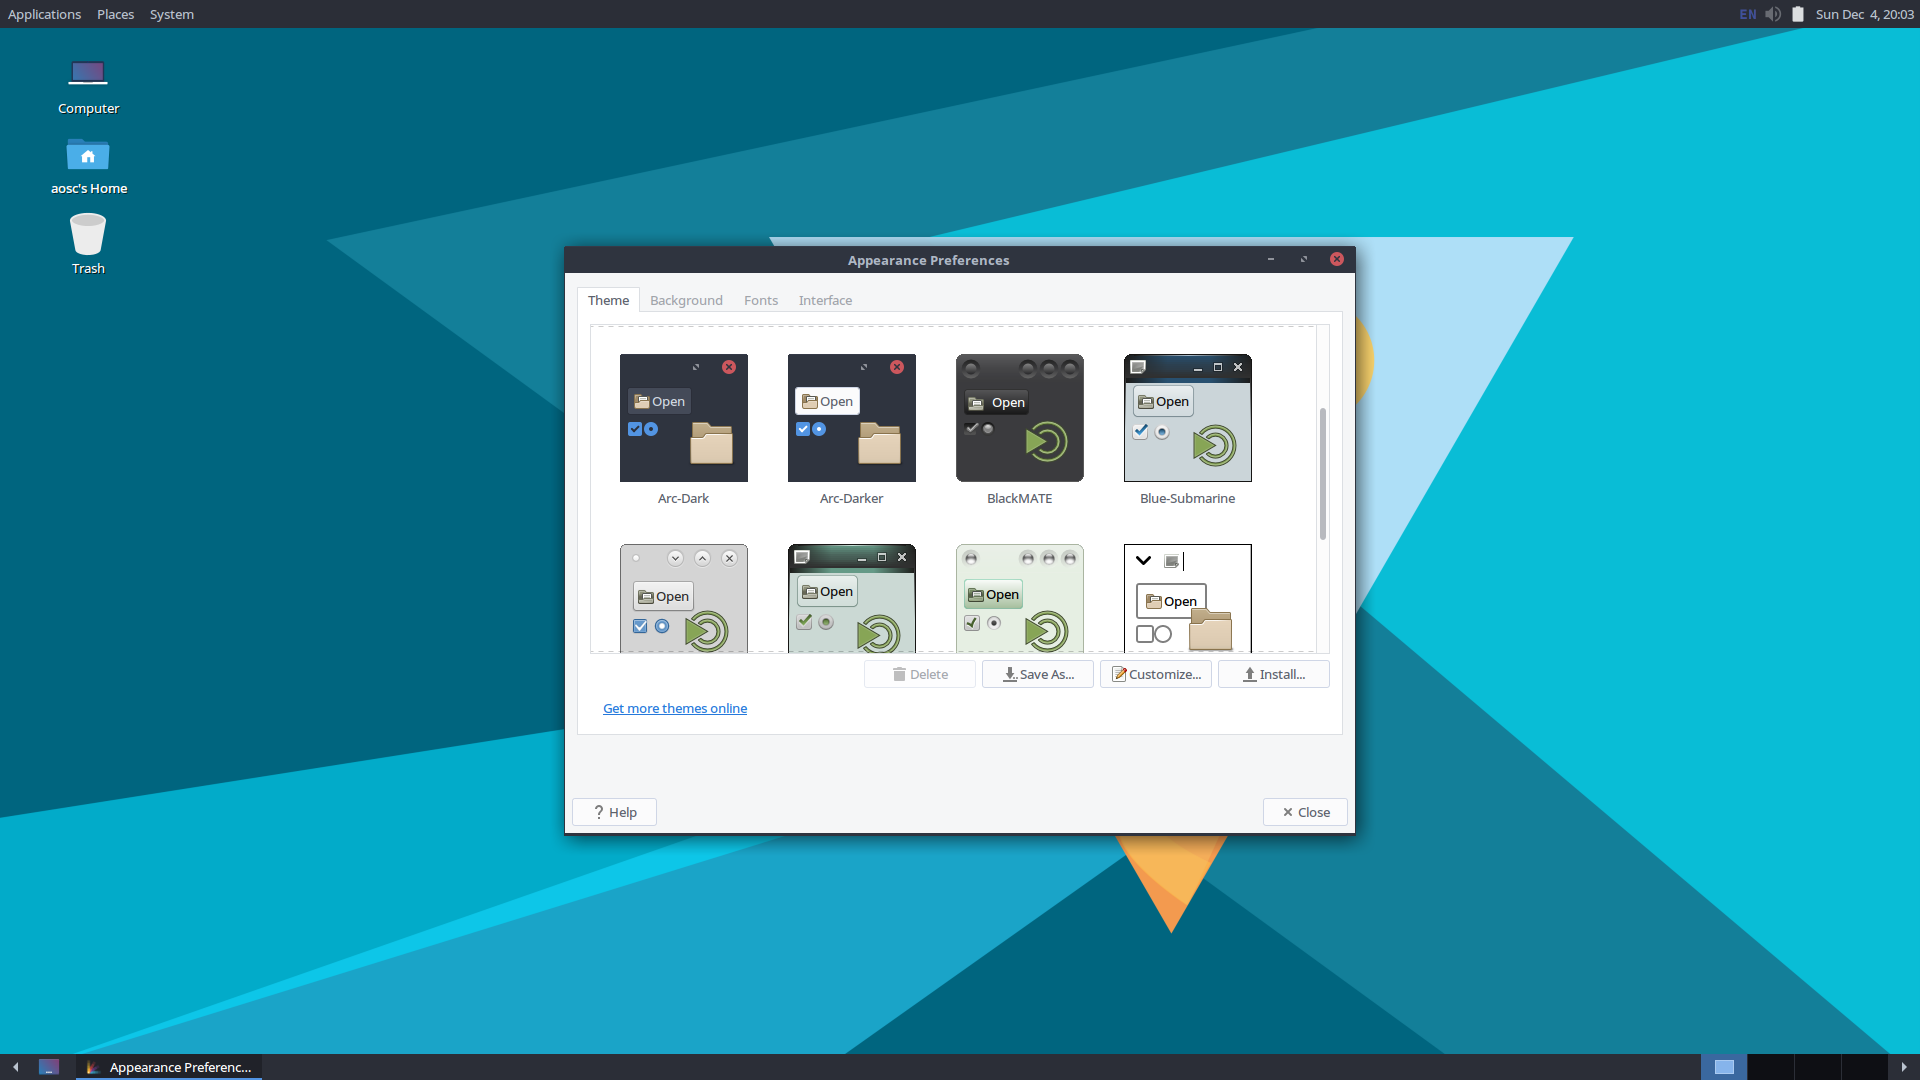 Applications Places System
EN Sun Dec 4, 20:03
Computer
aosc's Home
Trash
Appearance Preferences
Theme Background Fonts Interface
Open Open Open Open
Arc-Dark Arc-Darker BlackMATE Blue-Submarine
Open Open Open Open
Delete Save As... Customize... Install...
Get more themes online
? Help Close
Appearance Preferenc...